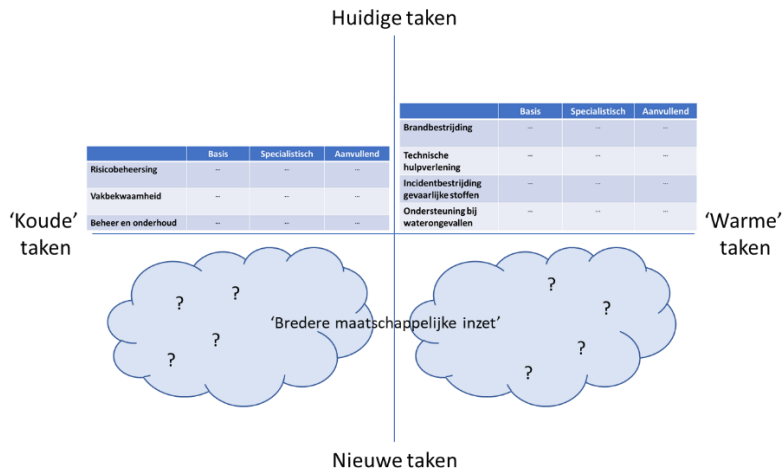 Huidige taken
Basis Specialistisch Aanvullend
Brandbestrijding ... ... ...
Technische ... ... ...
hulpverlening
Incidentbestrijding ... ... ...
gevaarlijke stoffen
Ondersteuning bij ... ... ...
waterongevallen
Basis Specialistisch Aanvullend
Risicobeheersing ... ... ...
Vakbekwaamheid ... ... ...
Beheer en onderhoud ... ... ...
'Koude'
taken
'Warme'
taken
? ?
? ?
'Bredere maatschappelijke inzet'
? ?
? ?
Nieuwe taken